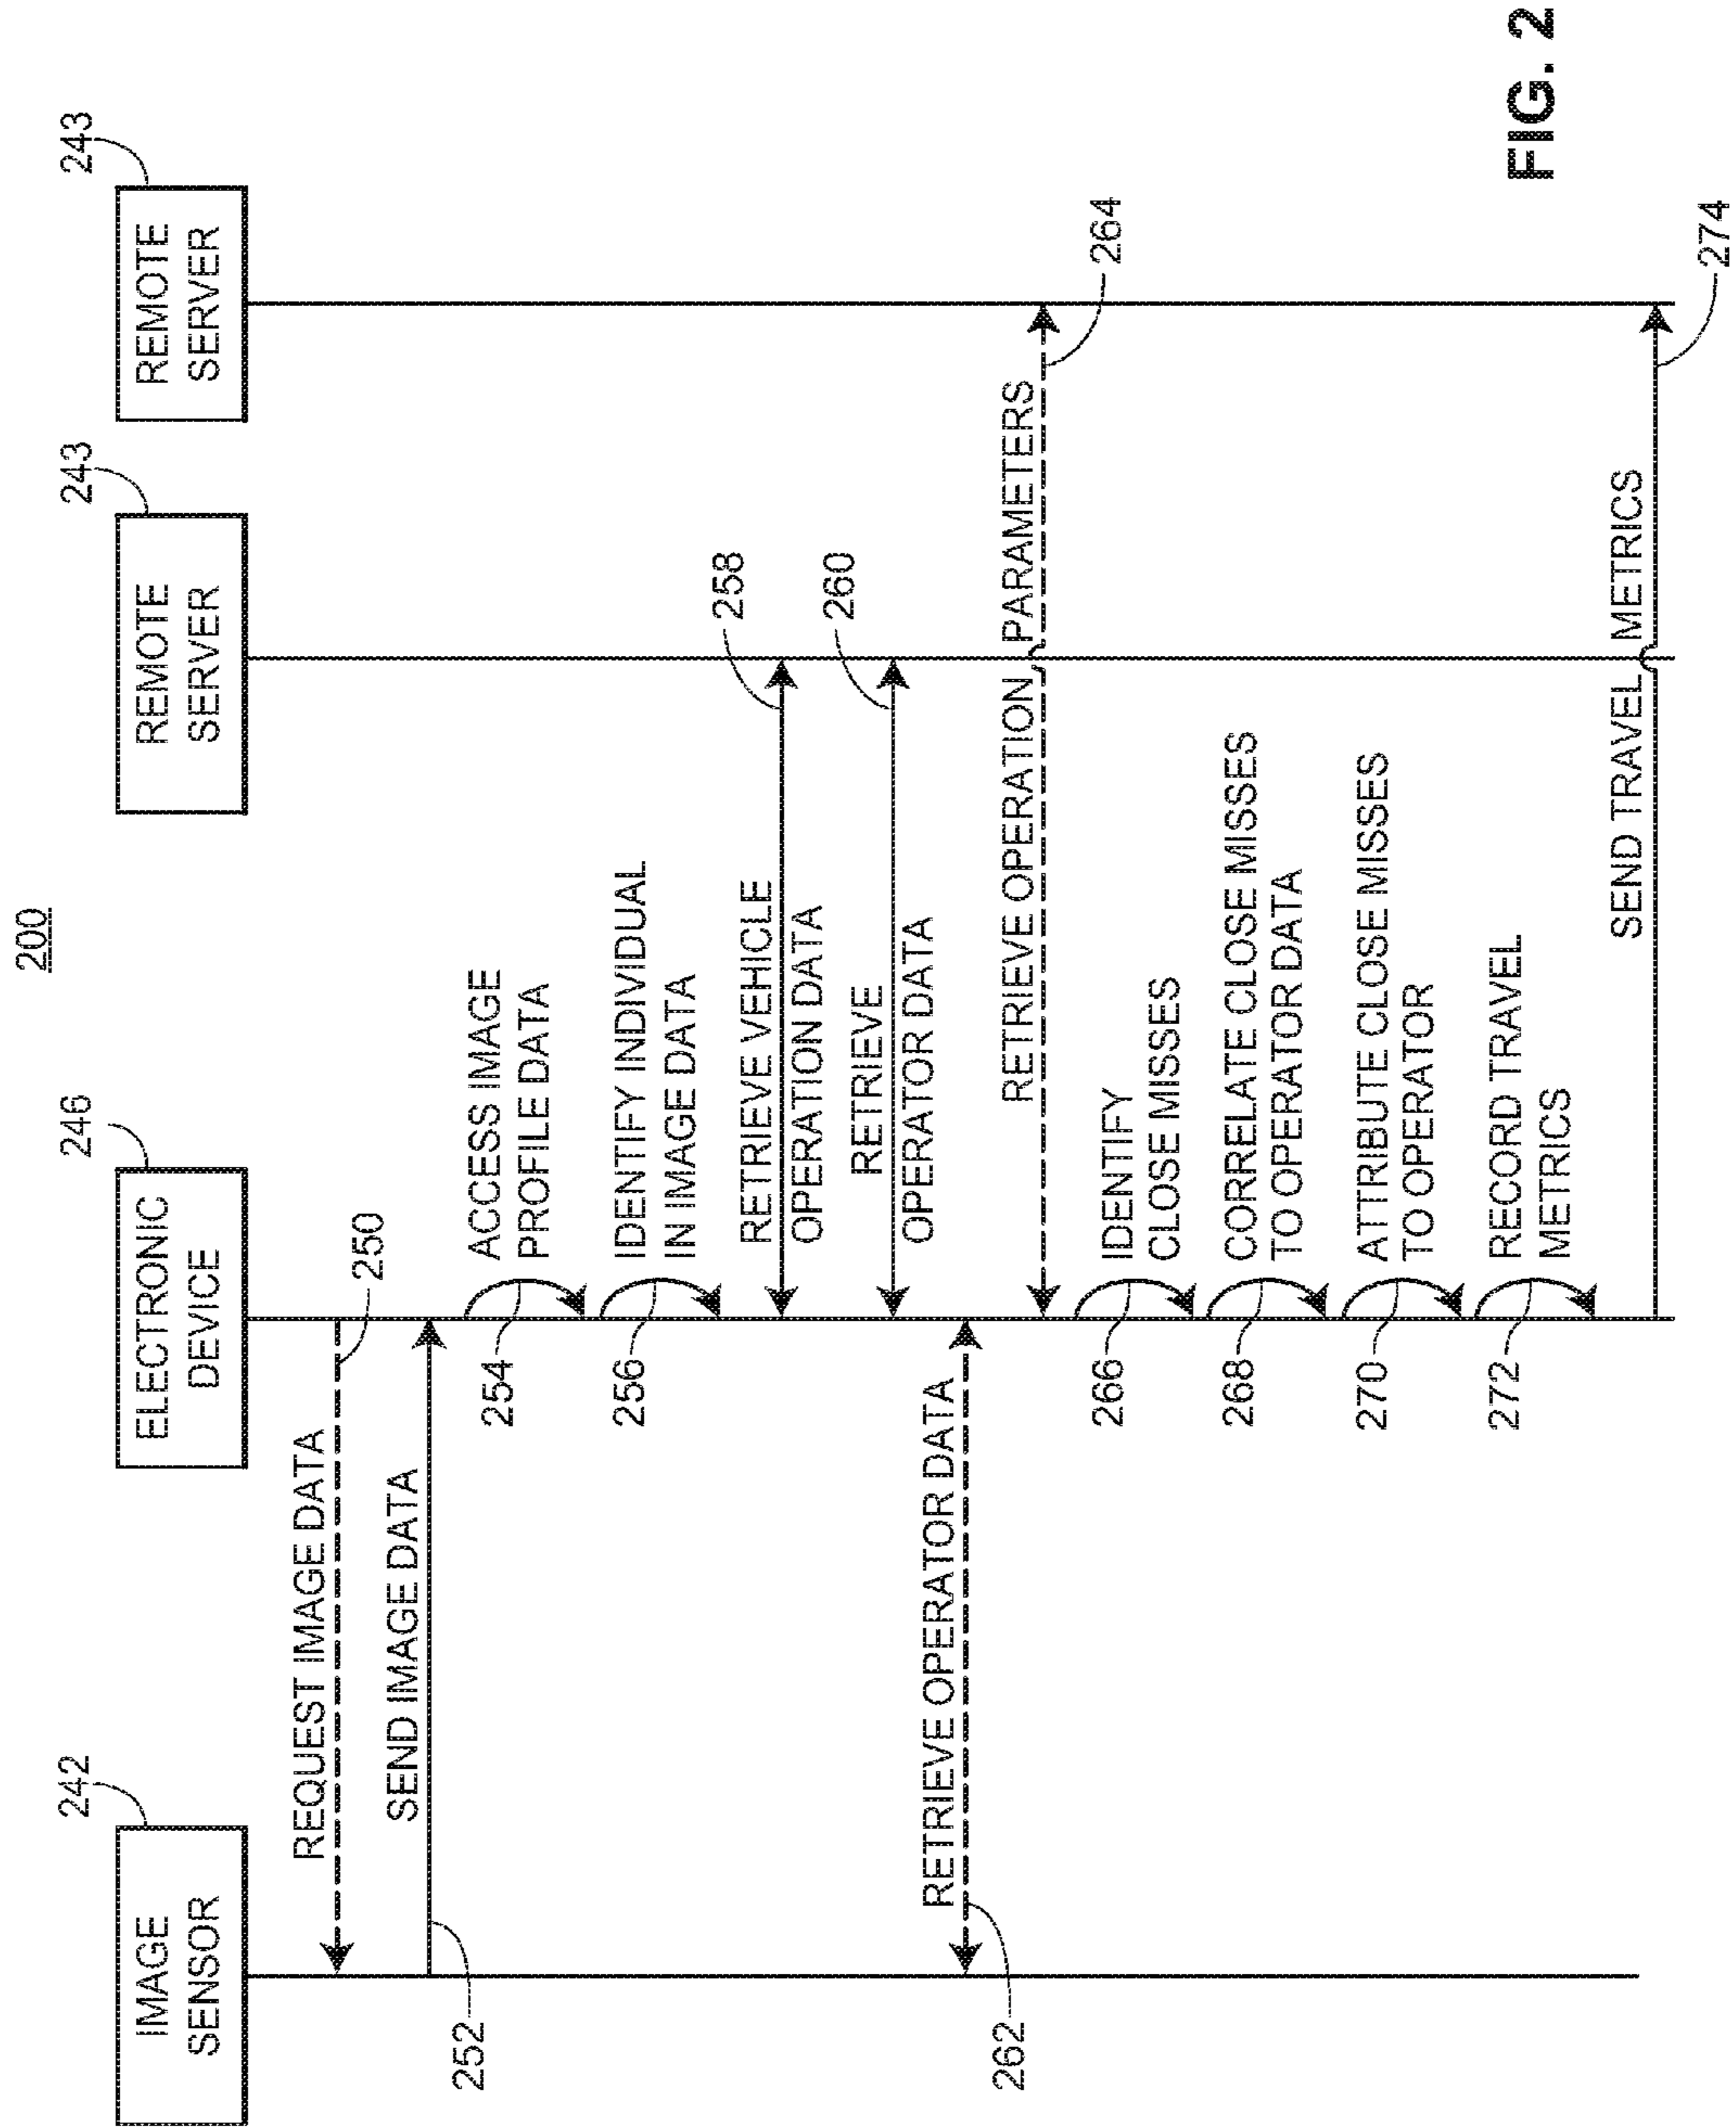 200
242
IMAGE
SENSOR
246
ELECTRONIC
DEVICE
243
REMOTE
SERVER
243
REMOTE
SERVER
REQUEST IMAGE DATA
250
SEND IMAGE DATA
252
254
ACCESS IMAGE
PROFILE DATA
256
IDENTIFY INDIVIDUAL
IN IMAGE DATA
RETRIEVE VEHICLE
OPERATION DATA
258
RETRIEVE
OPERATOR DATA
260
RETRIEVE OPERATOR DATA
262
RETRIEVE OPERATION PARAMETERS
264
266
IDENTIFY
CLOSE MISSES
268
CORRELATE CLOSE MISSES
TO OPERATOR DATA
270
ATTRIBUTE CLOSE MISSES
TO OPERATOR
272
RECORD TRAVEL
METRICS
SEND TRAVEL METRICS
274
FIG. 2